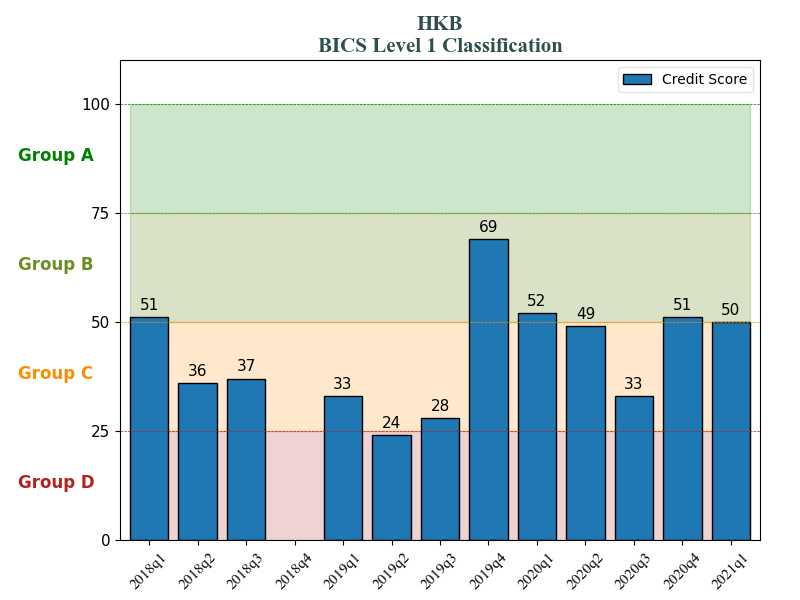 HKB
BICS Level 1 Classification
Credit Score
100
Group A
75
69
Group B
51
52
49
51
50
50
36
37
33
24
28
33
Group C
25
Group D
0
2018q1
2018q2
2018q3
2018q4
2019q1
2019q2
2019q3
2019q4
2020q1
2020q2
2020q3
2020q4
2021q1